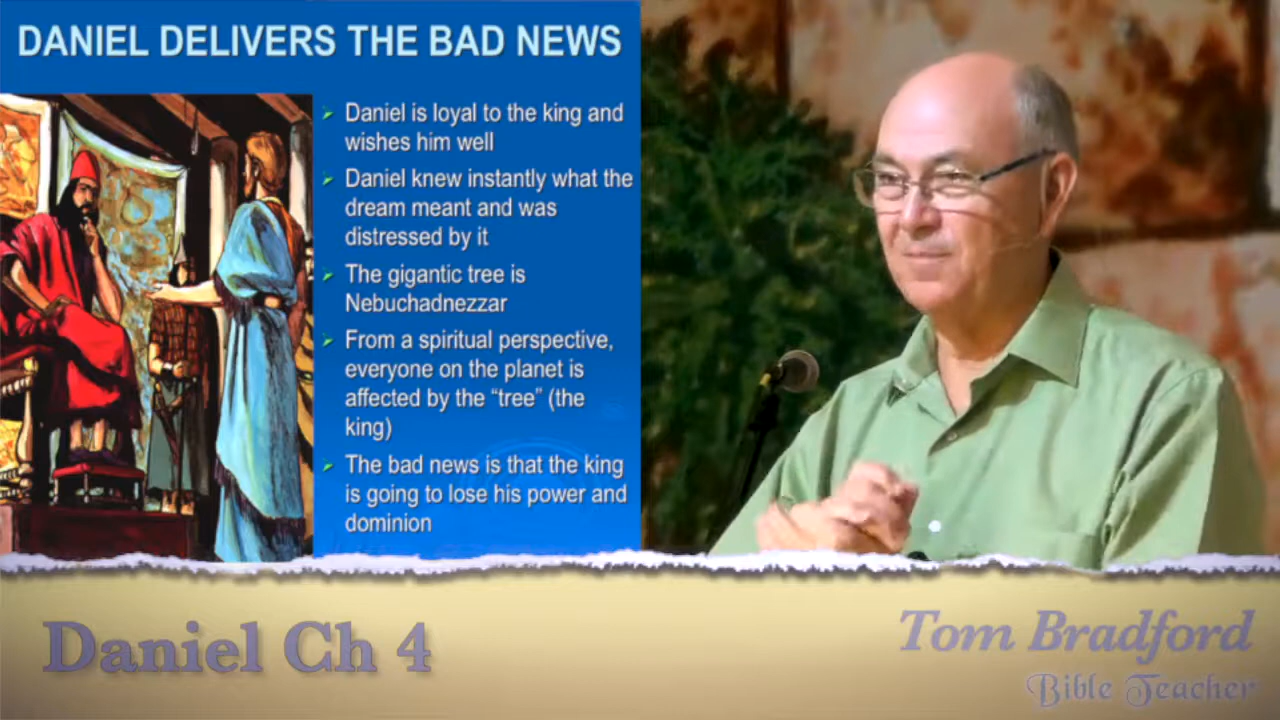 DANIEL DELIVERS THE BAD NEWS
➢ Daniel is loyal to the king and
wishes him well
➢ Daniel knew instantly what the
dream meant and was
distressed by it
➢ The gigantic tree is
Nebuchadnezzar
➢ From a spiritual perspective,
everyone on the planet is
affected by the “tree” (the
king)
➢ The bad news is that the king
is going to lose his power and
dominion
Daniel Ch 4
Tom Bradford
Bible Teacher